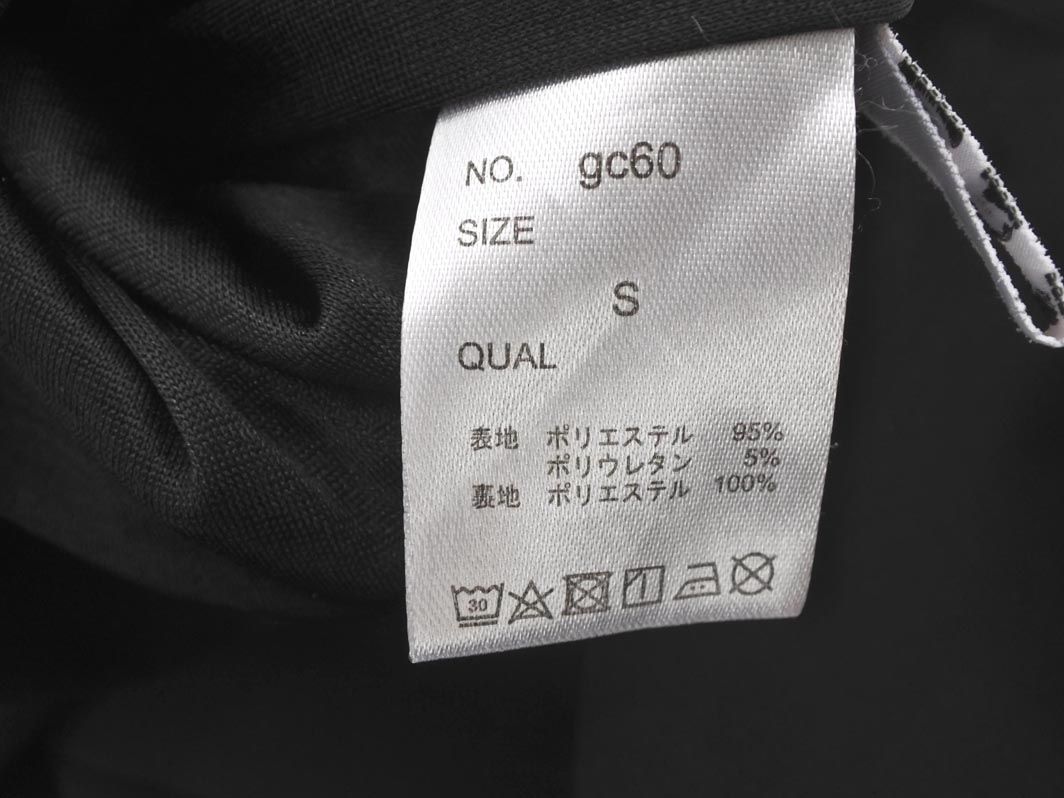 NO. gc60
SIZE
S
QUAL
表地 ポリエステル 95%
ポリウレタン 5%
裏地 ポリエステル 100%
30